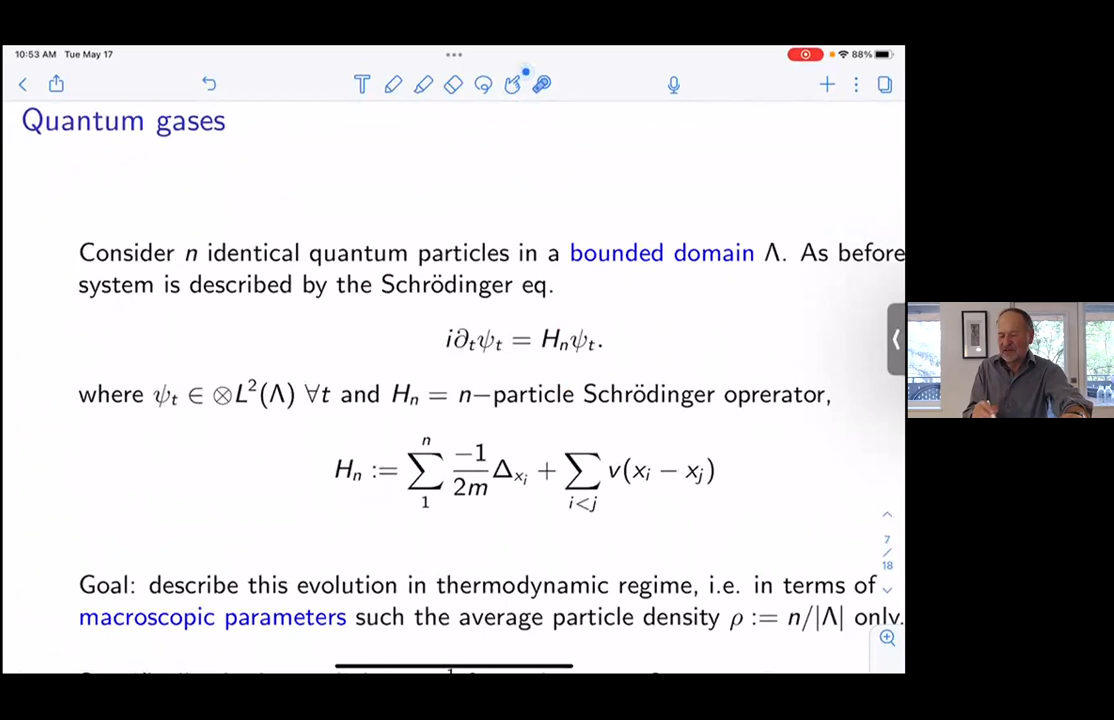 10:53 AM Tue May 17
88%
T
Quantum gases
Consider n identical quantum particles in a bounded domain Λ. As before
system is described by the Schrödinger eq.
i∂ₜψₜ = Hₙψₜ.
where ψₜ ∈ ⊗L²(Λ) ∀t and Hₙ = n−particle Schrödinger oprerator,
Hₙ := ∑₁ⁿ −1/2m Δ_{xᵢ} + ∑_{i<j} v(xᵢ − xⱼ)
7
/
18
Goal: describe this evolution in thermodynamic regime, i.e. in terms of
macroscopic parameters such the average particle density ρ := n/|Λ| only.